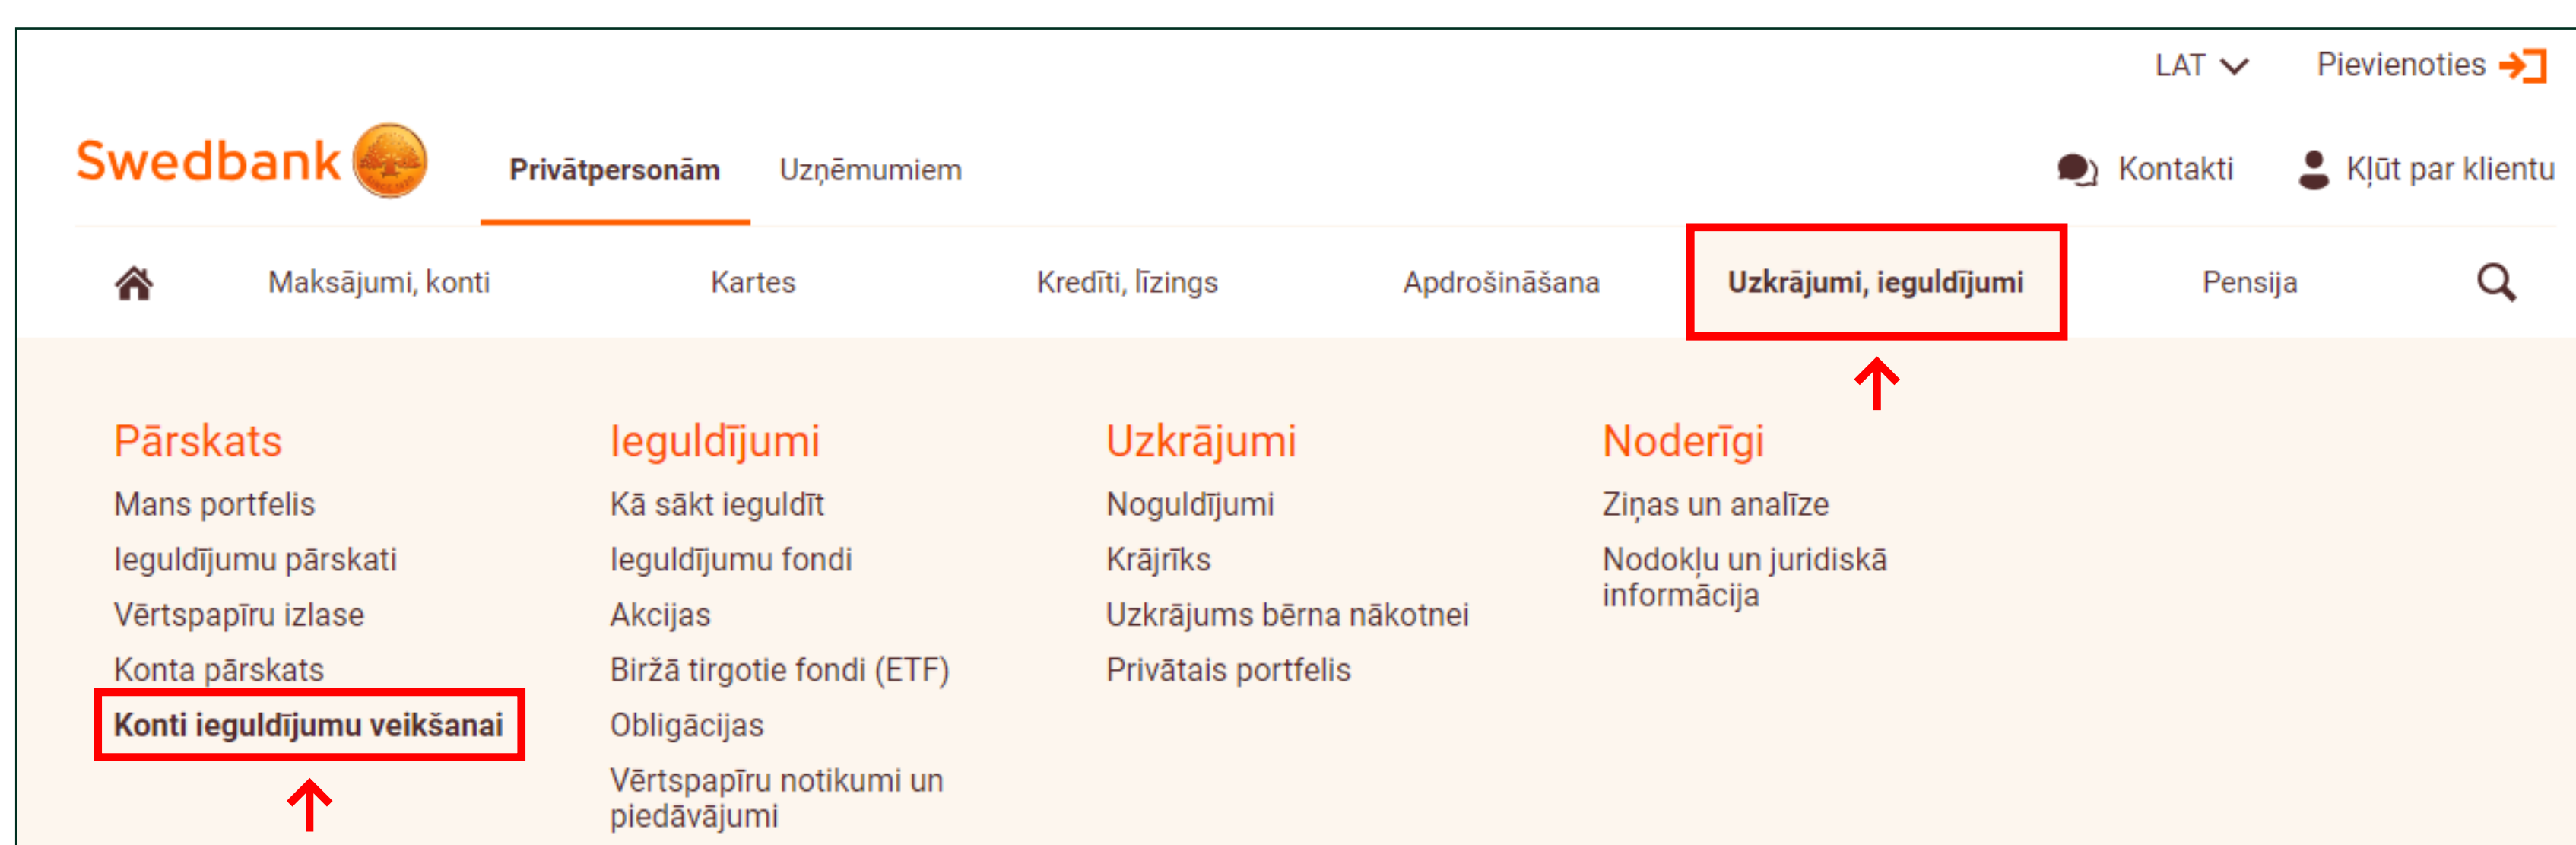 LAT Pievienoties
Swedbank Privātpersonām Uzņēmumiem Kontakti Kļūt par klientu
Maksājumi, konti Kartes Kredīti, līzings Apdrošināšana Uzkrājumi, ieguldījumi Pensija
Pārskats
Mans portfelis
Ieguldījumu pārskati
Vērtspapīru izlase
Konta pārskats
Konti ieguldījumu veikšanai
Ieguldījumi
Kā sākt ieguldīt
Ieguldījumu fondi
Akcijas
Biržā tirgotie fondi (ETF)
Obligācijas
Vērtspapīru notikumi un
piedāvājumi
Uzkrājumi
Noguldījumi
Krājrīks
Uzkrājums bērna nākotnei
Privātais portfelis
Noderīgi
Ziņas un analīze
Nodokļu un juridiskā
informācija